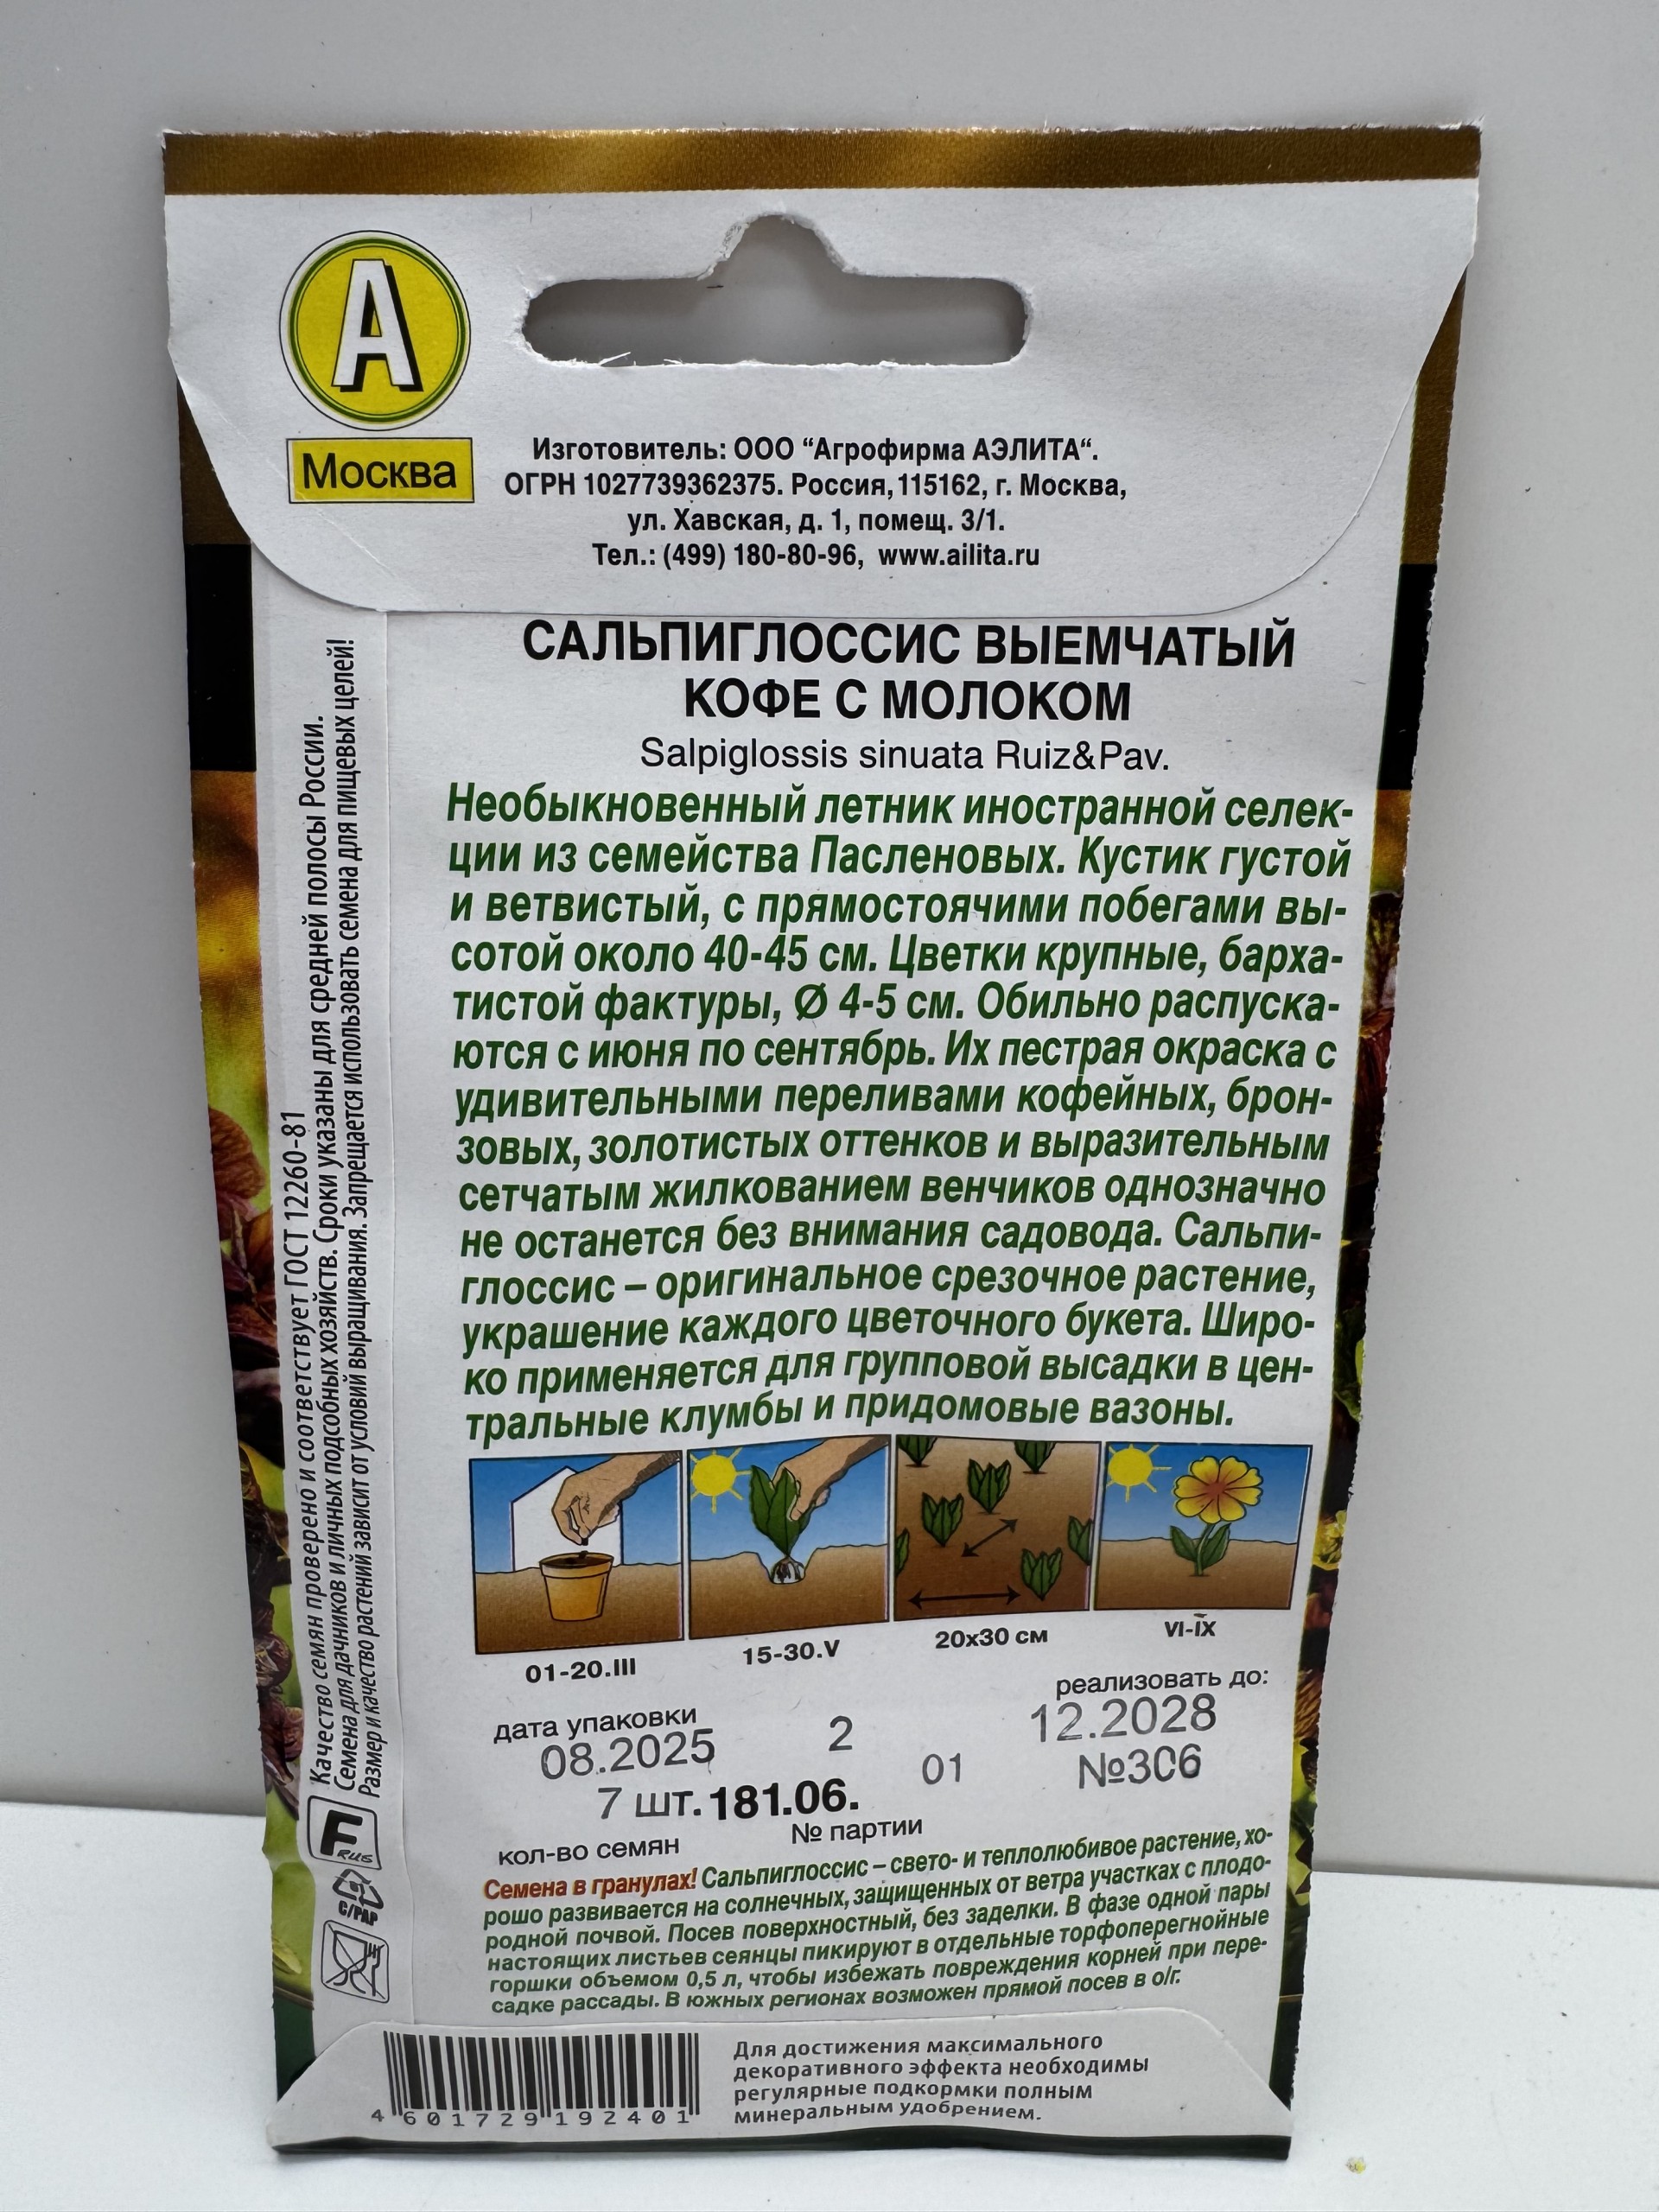 А
Москва
Изготовитель: ООО “Агрофирма АЭЛИТА“.
ОГРН 1027739362375. Россия, 115162, г. Москва,
ул. Хавская, д. 1, помещ. 3/1.
Тел.: (499) 180-80-96, www.ailita.ru
САЛЬПИГЛОССИС ВЫЕМЧАТЫЙ
КОФЕ С МОЛОКОМ
Salpiglossis sinuata Ruiz&Pav.
Необыкновенный летник иностранной селек-
ции из семейства Пасленовых. Кустик густой
и ветвистый, с прямостоячими побегами вы-
сотой около 40-45 см. Цветки крупные, барха-
тистой фактуры, Ø 4-5 см. Обильно распуска-
ются с июня по сентябрь. Их пестрая окраска с
удивительными переливами кофейных, брон-
зовых, золотистых оттенков и выразительным
сетчатым жилкованием венчиков однозначно
не останется без внимания садовода. Сальпи-
глоссис – оригинальное срезочное растение,
украшение каждого цветочного букета. Широ-
ко применяется для групповой высадки в цен-
тральные клумбы и придомовые вазоны.
01-20.III
15-30.V
20х30 см
VI-IX
дата упаковки
08.2025
2
01
реализовать до:
12.2028
№306
7 шт. 181.06.
кол-во семян
№ партии
Семена в гранулах! Сальпиглоссис – свето- и теплолюбивое растение, хо-
рошо развивается на солнечных, защищенных от ветра участках с плодо-
родной почвой. Посев поверхностный, без заделки. В фазе одной пары
настоящих листьев сеянцы пикируют в отдельные торфоперегнойные
горшки объемом 0,5 л, чтобы избежать повреждения корней при пере-
садке рассады. В южных регионах возможен прямой посев в о/г.
Качество семян проверено и соответствует ГОСТ 12260-81
Семена для дачников и личных подсобных хозяйств. Сроки указаны для средней полосы России.
Размер и качество растений зависит от условий выращивания. Запрещается использовать семена для пищевых целей!
F
RUS
C/PAP
4 601729 192401
Для достижения максимального
декоративного эффекта необходимы
регулярные подкормки полным
минеральным удобрением.